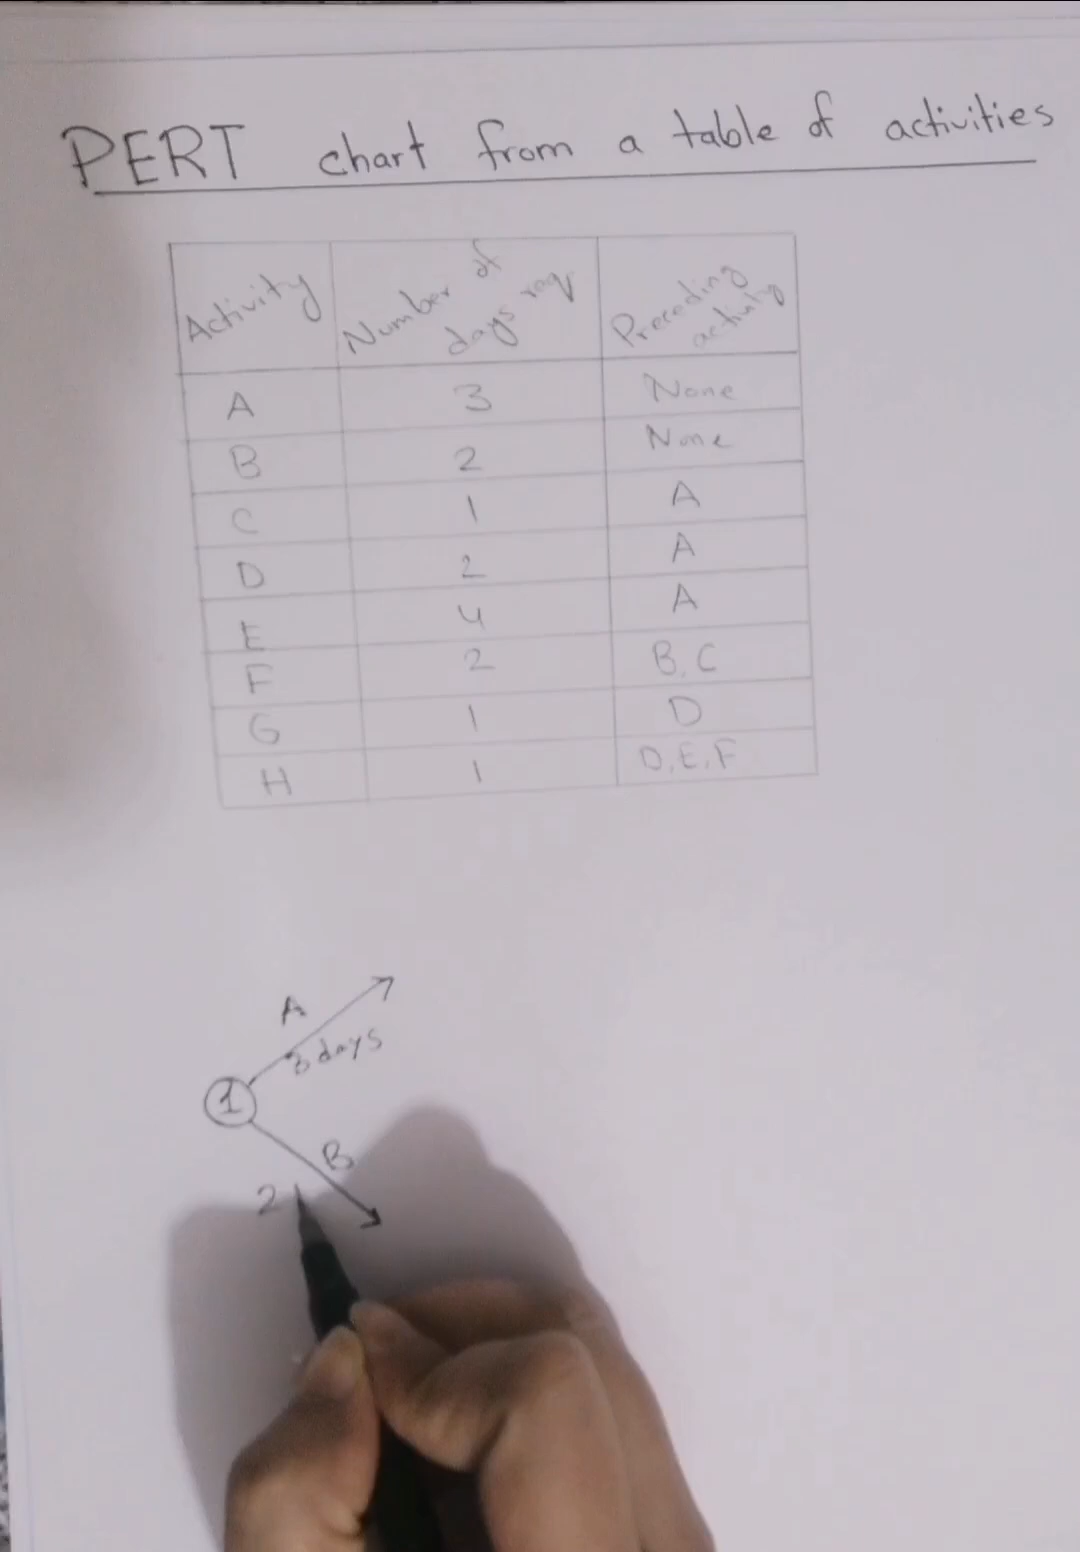 PERT chart from a table of activities
Activity Number of days req Preceding activity
A 3 None
B 2 None
C 1 A
D 2 A
E 4 A
F 2 B, C
G 1 D
H 1 D, E, F
A
3 days
1
B
2